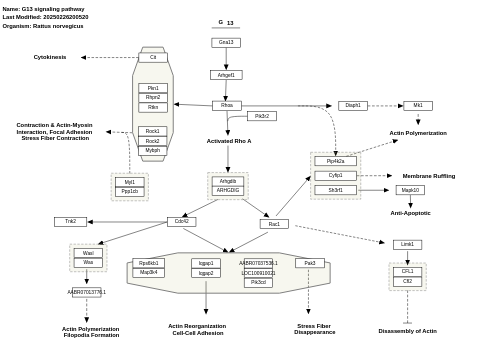 Name: G13 signaling pathway
Last Modified: 20250226200520
Organism: Rattus norvegicus
G 13
Gna13
Cytokinesis
Cit
Arhgef1
Pkn1
Rhpn2
Rtkn
Rhoa
Diaph1
Mk1
Pik3r2
Contraction & Actin-Myosin
Interaction, Focal Adhesion
Stress Fiber Contraction
Rock1
Rock2
Mybph
Activated Rho A
Actin Polymerization
Pip4k2a
Cyfip1
Membrane Ruffling
Sh3rf1
Mapk10
Myl1
Ppp1cb
Arhgdib
ARHGDIG
Anti-Apoptotic
Tnk2
Cdc42
Rac1
Limk1
Wasl
Was
Rps6kb1
Map3k4
Iqgap1
Iqgap2
AABR07037536.1
LOC100910021
Pik3cd
Pak3
CFL1
Cfl2
AABR07013776.1
Actin Polymerization
Filopodia Formation
Actin Reorganization
Cell-Cell Adhesion
Stress Fiber
Disappearance
Disassembly of Actin